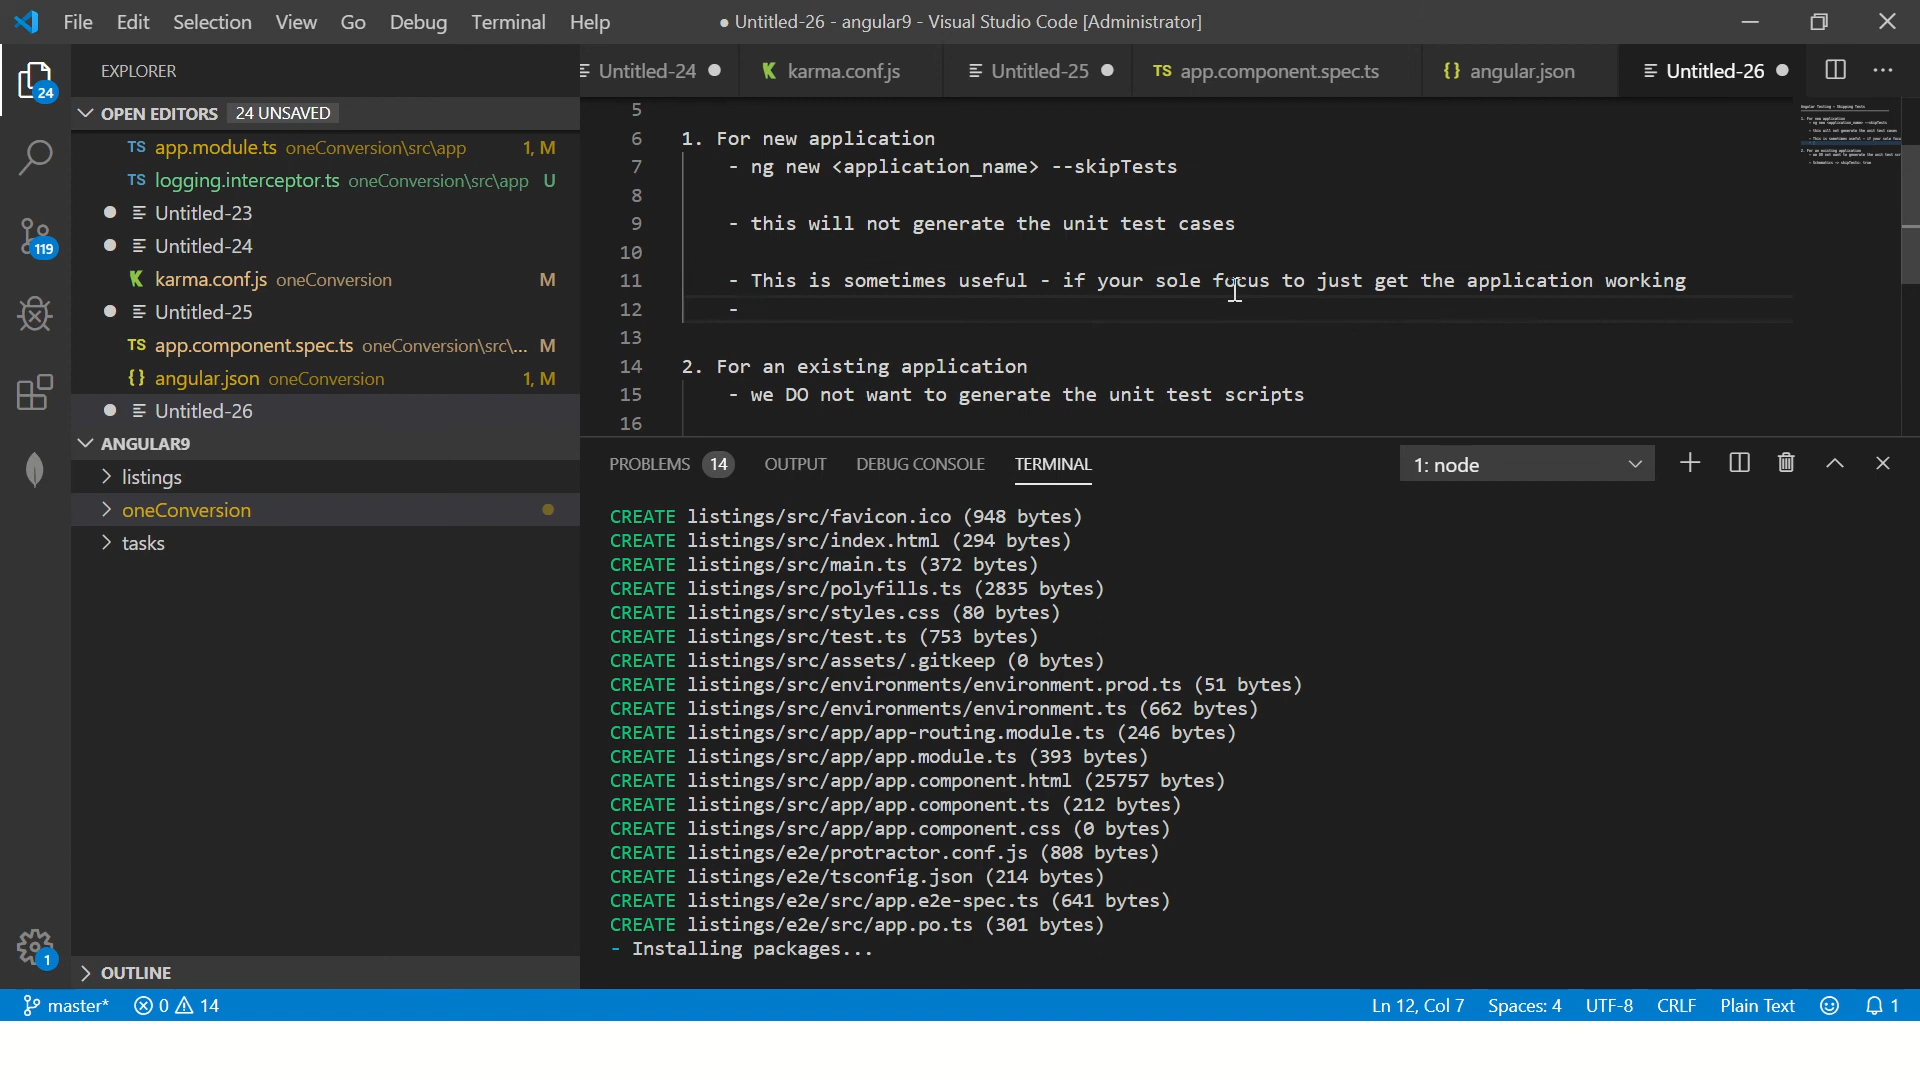 File Edit Selection View Go Debug Terminal Help
● Untitled-26 - angular9 - Visual Studio Code [Administrator]
EXPLORER
Untitled-24 karma.conf.js Untitled-25 TS app.component.spec.ts {} angular.json Untitled-26
OPEN EDITORS 24 UNSAVED
TS app.module.ts oneConversion\src\app 1, M
TS logging.interceptor.ts oneConversion\src\app U
Untitled-23
Untitled-24
karma.conf.js oneConversion M
Untitled-25
TS app.component.spec.ts oneConversion\src\... M
{} angular.json oneConversion 1, M
Untitled-26
ANGULAR9
listings
oneConversion
tasks
OUTLINE
24
119
1
5
6 1. For new application
7 - ng new <application_name> --skipTests
8
9 - this will not generate the unit test cases
10
11 - This is sometimes useful - if your sole focus to just get the application working
12 -
13
14 2. For an existing application
15 - we DO not want to generate the unit test scripts
16
PROBLEMS 14 OUTPUT DEBUG CONSOLE TERMINAL 1: node
CREATE listings/src/favicon.ico (948 bytes)
CREATE listings/src/index.html (294 bytes)
CREATE listings/src/main.ts (372 bytes)
CREATE listings/src/polyfills.ts (2835 bytes)
CREATE listings/src/styles.css (80 bytes)
CREATE listings/src/test.ts (753 bytes)
CREATE listings/src/assets/.gitkeep (0 bytes)
CREATE listings/src/environments/environment.prod.ts (51 bytes)
CREATE listings/src/environments/environment.ts (662 bytes)
CREATE listings/src/app/app-routing.module.ts (246 bytes)
CREATE listings/src/app/app.module.ts (393 bytes)
CREATE listings/src/app/app.component.html (25757 bytes)
CREATE listings/src/app/app.component.ts (212 bytes)
CREATE listings/src/app/app.component.css (0 bytes)
CREATE listings/e2e/protractor.conf.js (808 bytes)
CREATE listings/e2e/tsconfig.json (214 bytes)
CREATE listings/e2e/src/app.e2e-spec.ts (641 bytes)
CREATE listings/e2e/src/app.po.ts (301 bytes)
- Installing packages...
master* 0 14 Ln 12, Col 7 Spaces: 4 UTF-8 CRLF Plain Text 1